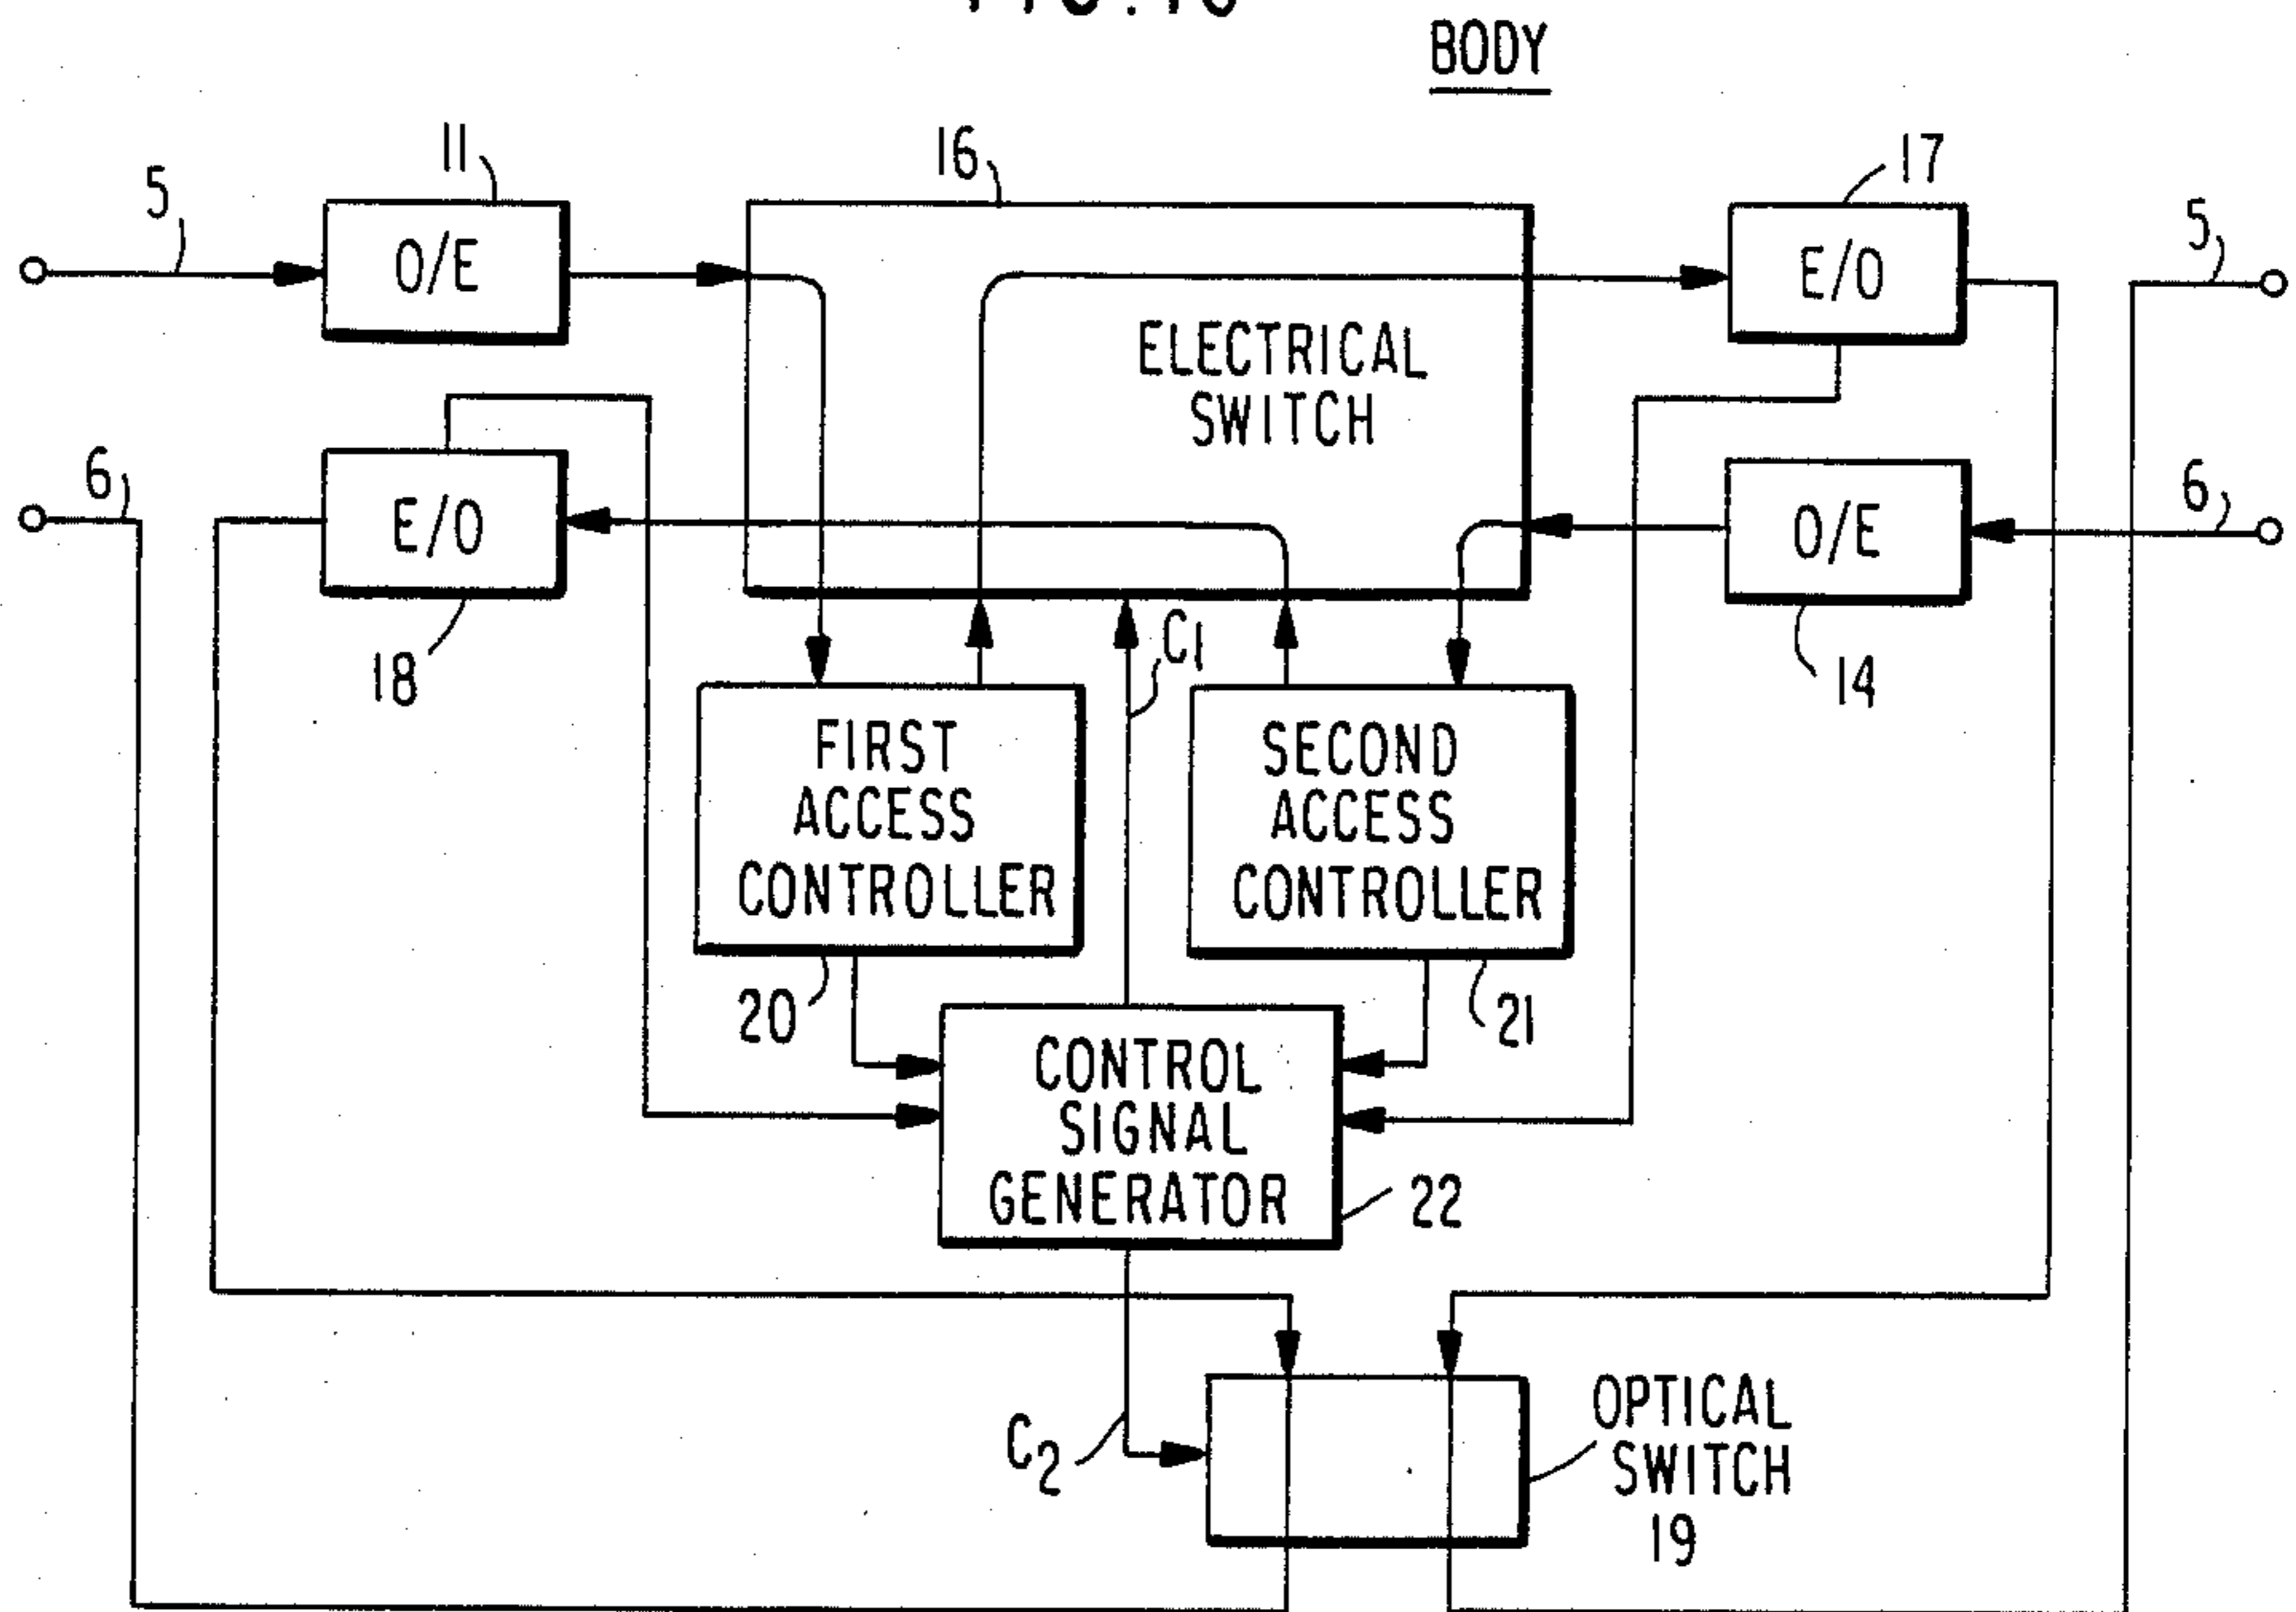 BODY
11
16
17
5
5
O/E
E/O
ELECTRICAL
SWITCH
6
6
E/O
O/E
18
C1
14
FIRST
ACCESS
CONTROLLER
SECOND
ACCESS
CONTROLLER
20
21
CONTROL
SIGNAL
GENERATOR
22
C2
OPTICAL
SWITCH
19